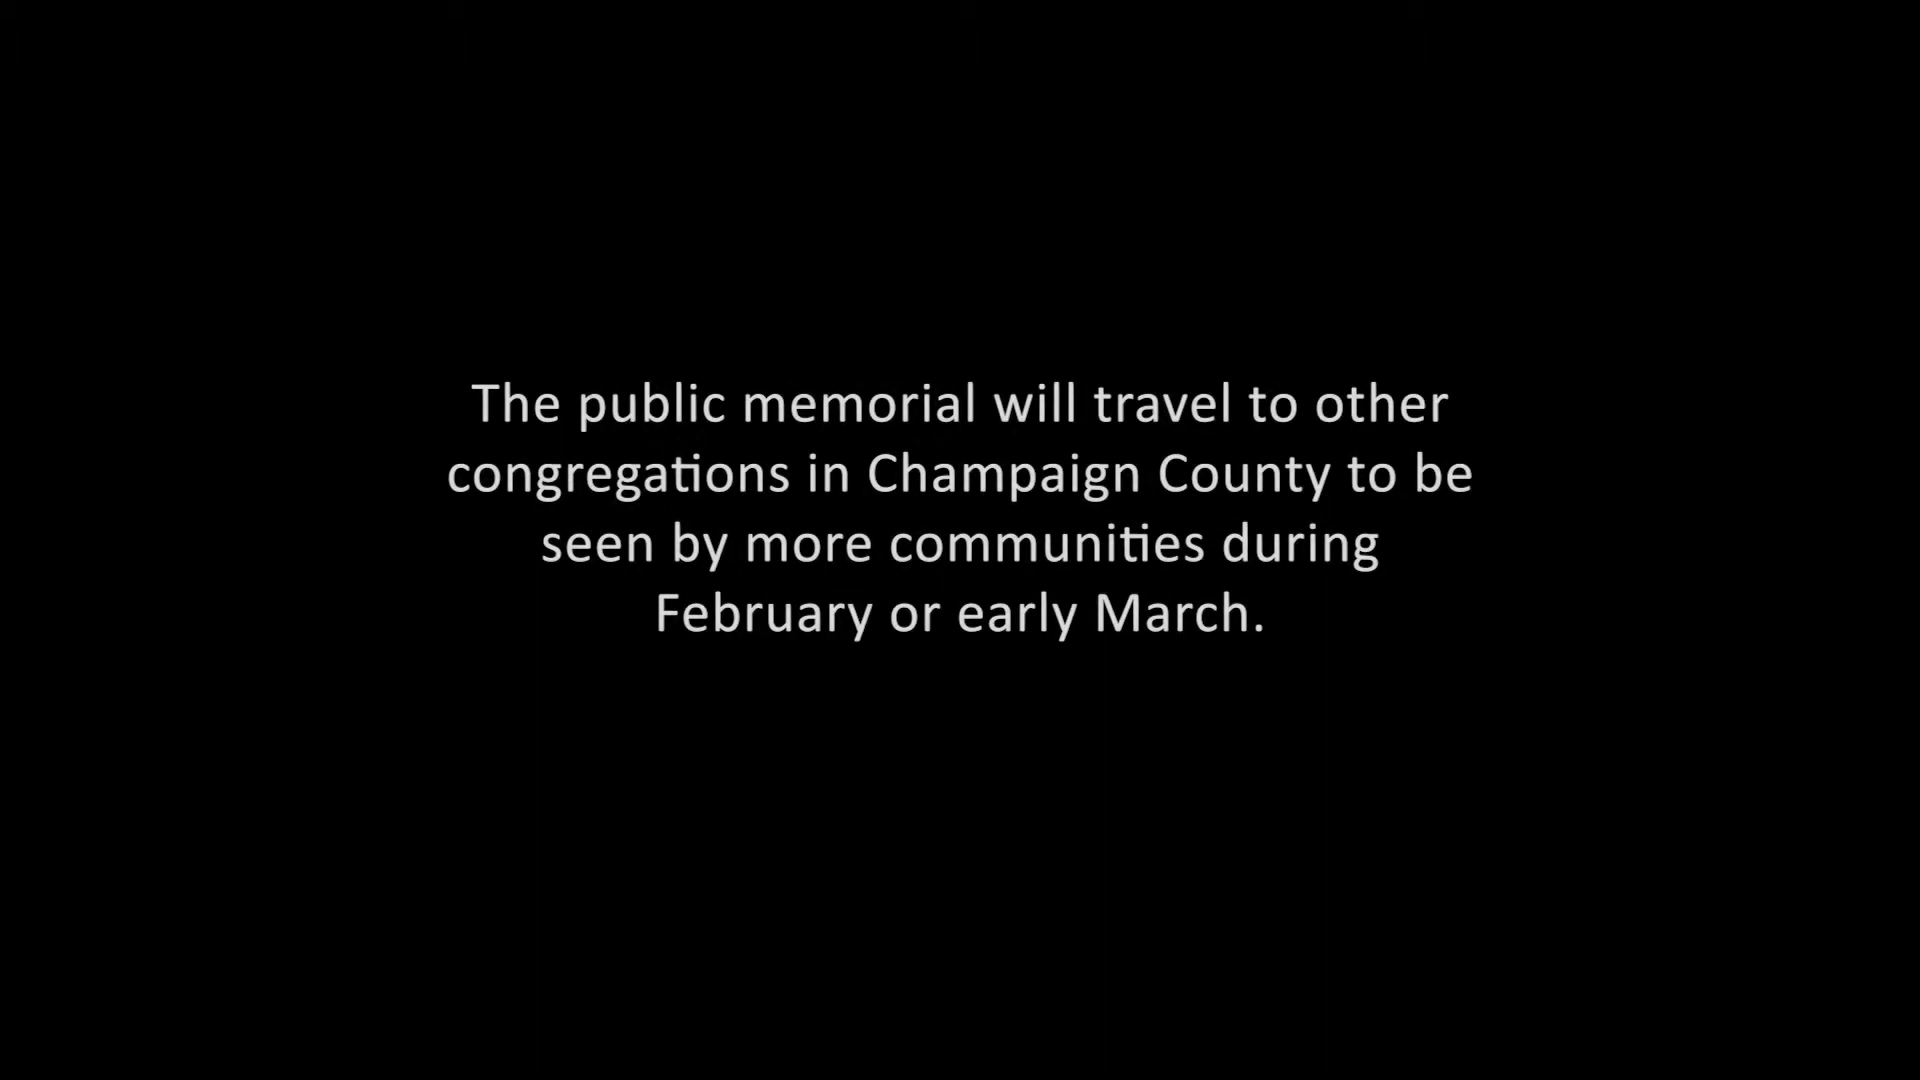 The public memorial will travel to other
congregations in Champaign County to be
seen by more communities during
February or early March.